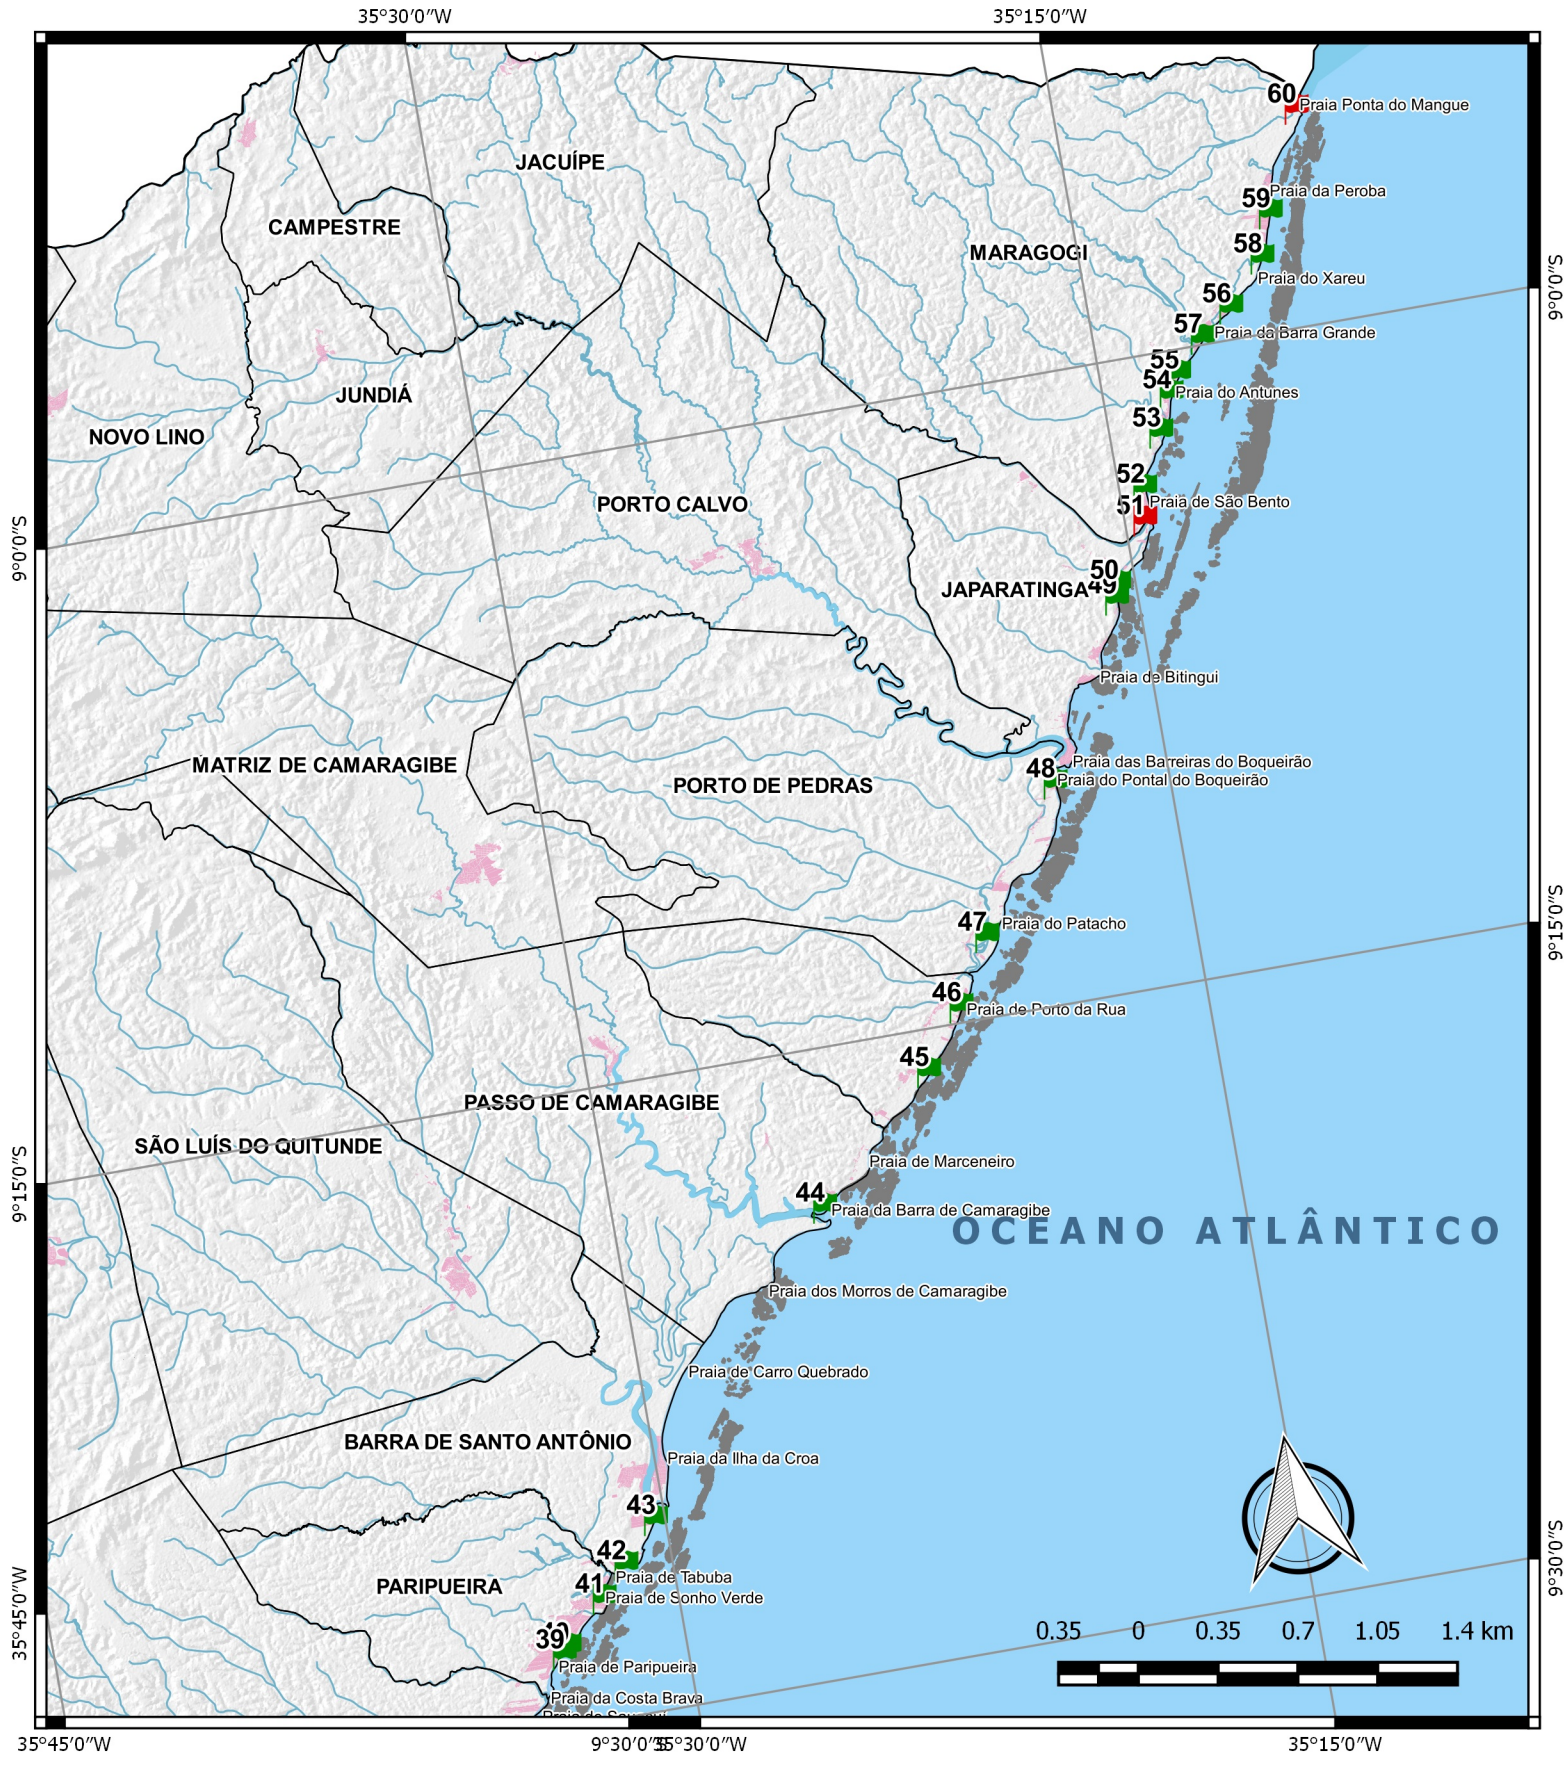 35°30′0″W
35°15′0″W
60
Praia Ponta do Mangue
JACUÍPE
59
Praia da Peroba
CAMPESTRE
58
MARAGOGI
Praia do Xareu
9°0′0″S
56
57
Praia da Barra Grande
55
54
Praia do Antunes
JUNDIÁ
53
NOVO LINO
52
51
Praia de São Bento
PORTO CALVO
9°0′0″S
50
JAPARATINGA
49
Praia de Bitingui
MATRIZ DE CAMARAGIBE
Praia das Barreiras do Boqueirão
48
Praia do Pontal do Boqueirão
PORTO DE PEDRAS
47
Praia do Patacho
9°15′0″S
46
Praia de Porto da Rua
45
PASSO DE CAMARAGIBE
SÃO LUÍS DO QUITUNDE
Praia de Marceneiro
9°15′0″S
44
Praia da Barra de Camaragibe
OCEANO ATLÂNTICO
Praia dos Morros de Camaragibe
Praia de Carro Quebrado
BARRA DE SANTO ANTÔNIO
Praia da Ilha da Croa
43
42
Praia de Tabuba
9°30′0″S
41
PARIPUEIRA
Praia de Sonho Verde
35°45′0″W
39
0.35 0 0.35 0.7 1.05 1.4 km
Praia de Paripueira
Praia da Costa Brava
35°45′0″W
9°30′0″S
35°30′0″W
35°15′0″W